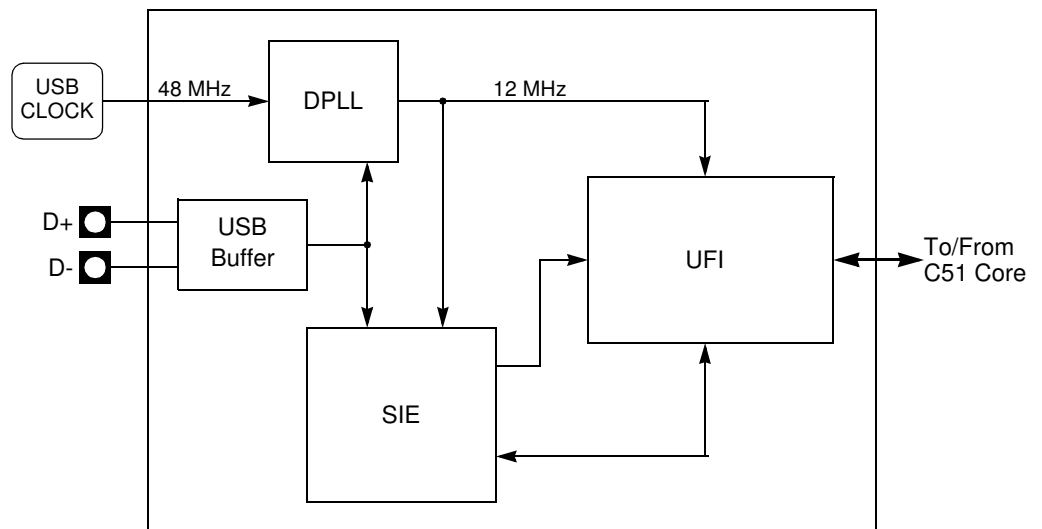 USB
CLOCK
48 MHz
DPLL
12 MHz
D+
D-
USB
Buffer
UFI
To/From
C51 Core
SIE